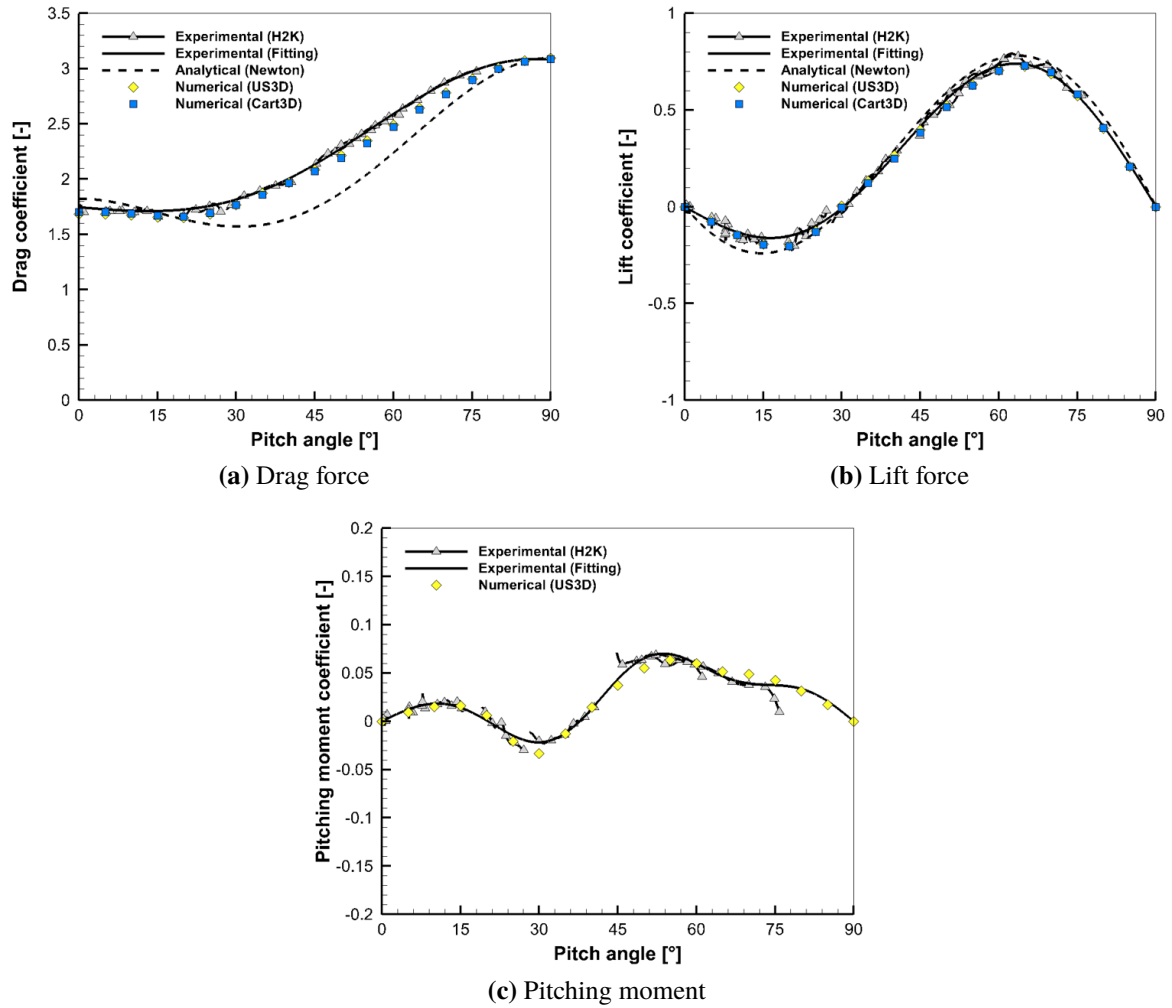 Drag coefficient [-]
3.5
3
2.5
2
1.5
1
0.5
0
Experimental (H2K)
Experimental (Fitting)
Analytical (Newton)
Numerical (US3D)
Numerical (Cart3D)
0 15 30 45 60 75 90
Pitch angle [°]
(a) Drag force
Lift coefficient [-]
1
0.5
0
-0.5
-1
Experimental (H2K)
Experimental (Fitting)
Analytical (Newton)
Numerical (US3D)
Numerical (Cart3D)
0 15 30 45 60 75 90
Pitch angle [°]
(b) Lift force
Pitching moment coefficient [-]
0.2
0.15
0.1
0.05
0
-0.05
-0.1
-0.15
-0.2
Experimental (H2K)
Experimental (Fitting)
Numerical (US3D)
0 15 30 45 60 75 90
Pitch angle [°]
(c) Pitching moment